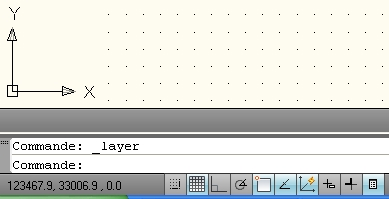 Y
X
Commande: _layer
Commande:
123467.9, 33006.9 , 0.0